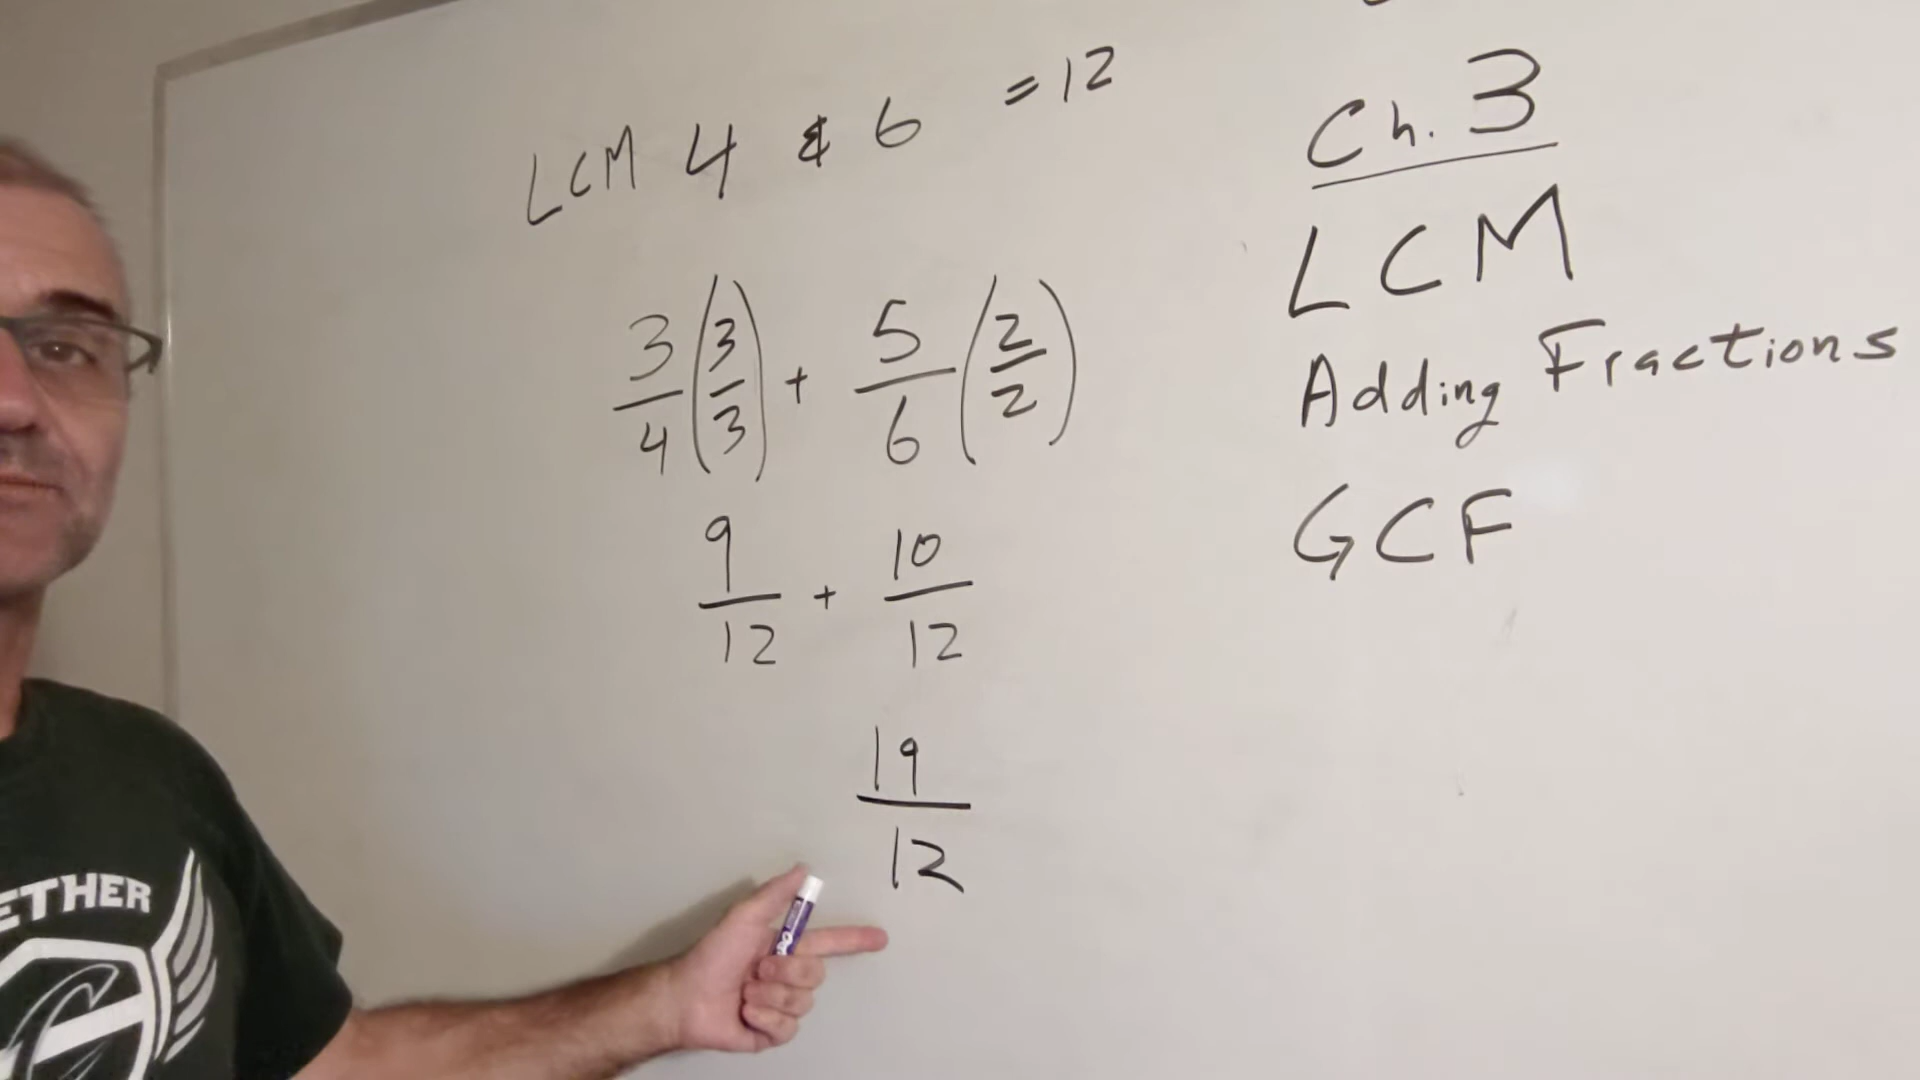 LCM 4 & 6 = 12
3/4 (3/3) + 5/6 (2/2)
9/12 + 10/12
19/12
Ch. 3
LCM
Adding Fractions
GCF
ETHER